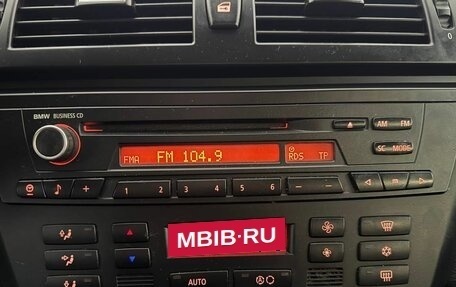 0
BMW BUSINESS CD
AM FM
FMA FM 104.9 RDS TP
SC MODE
1 2 3 4 5 6
MBIB·RU
AUTO